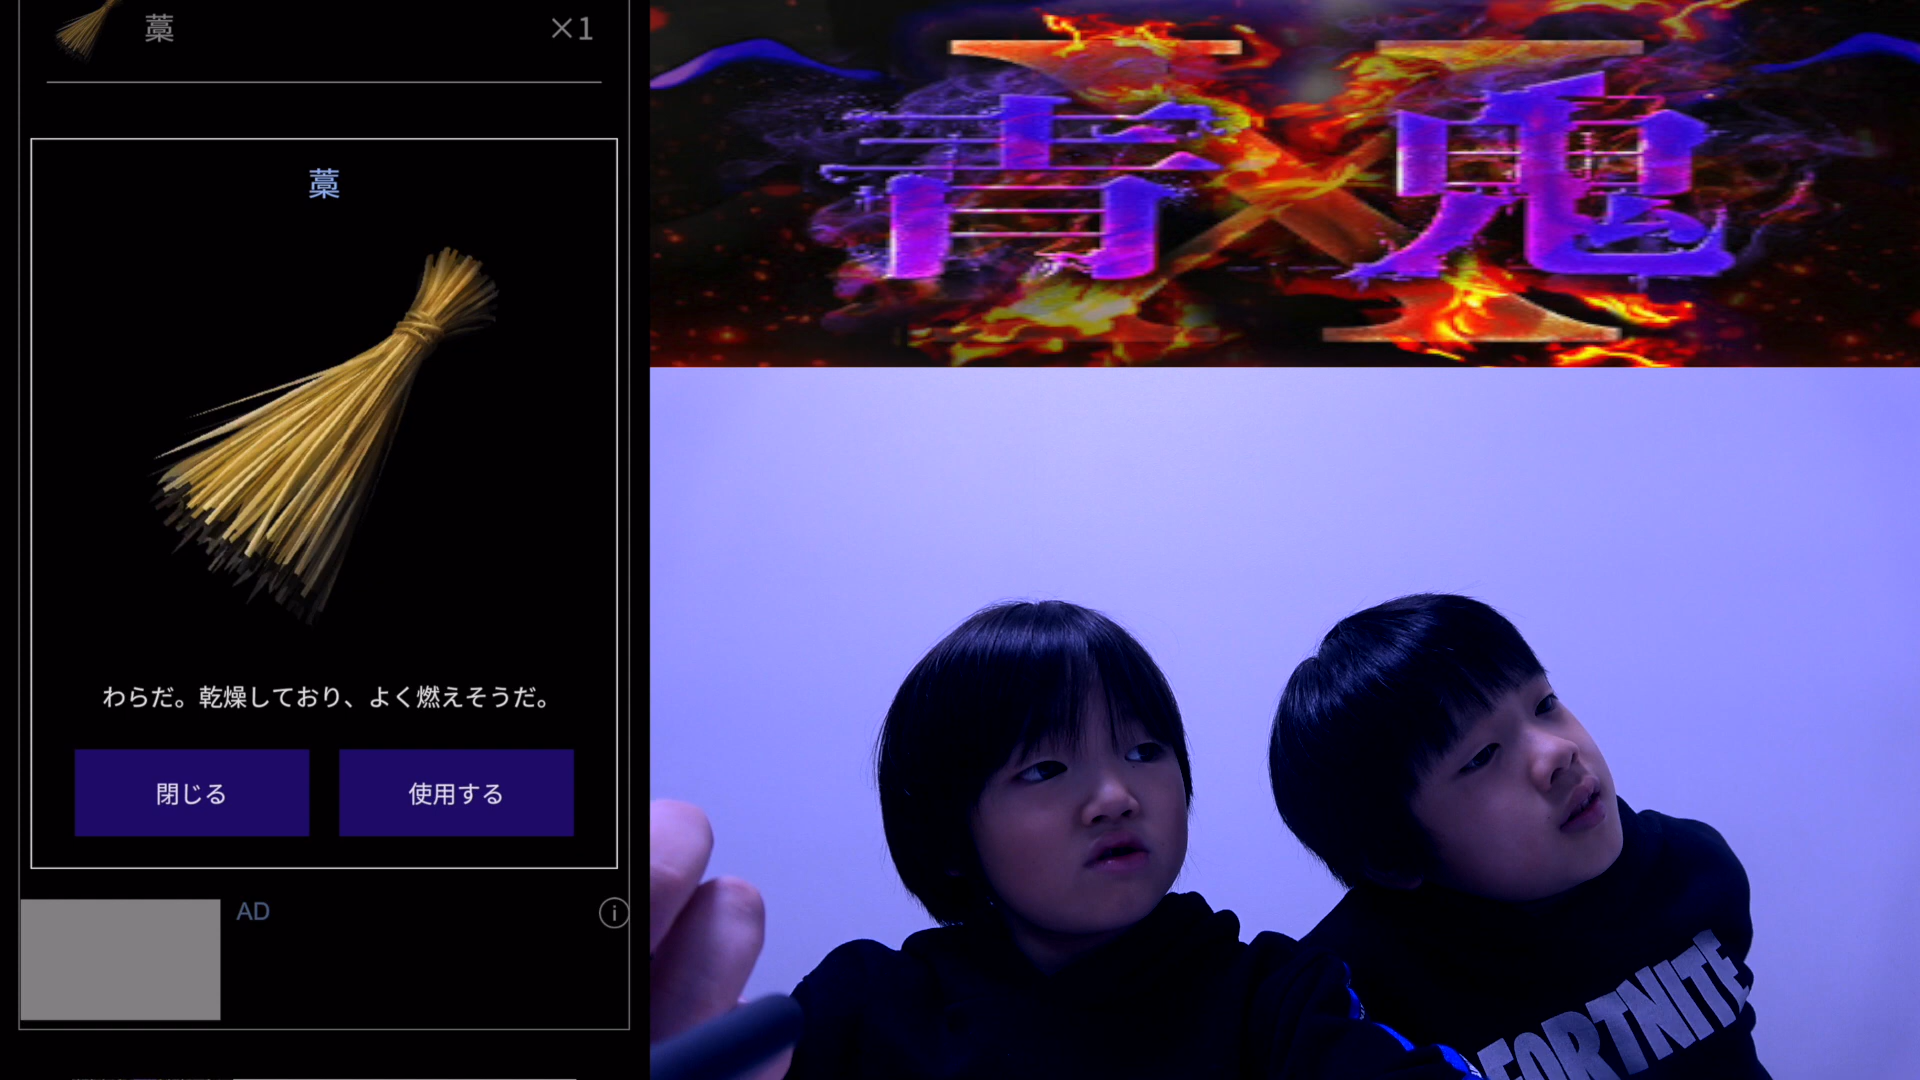 藁
×1
藁
わらだ。乾燥しており、よく燃えそうだ。
閉じる
使用する
AD
青鬼
X
FORTNITE